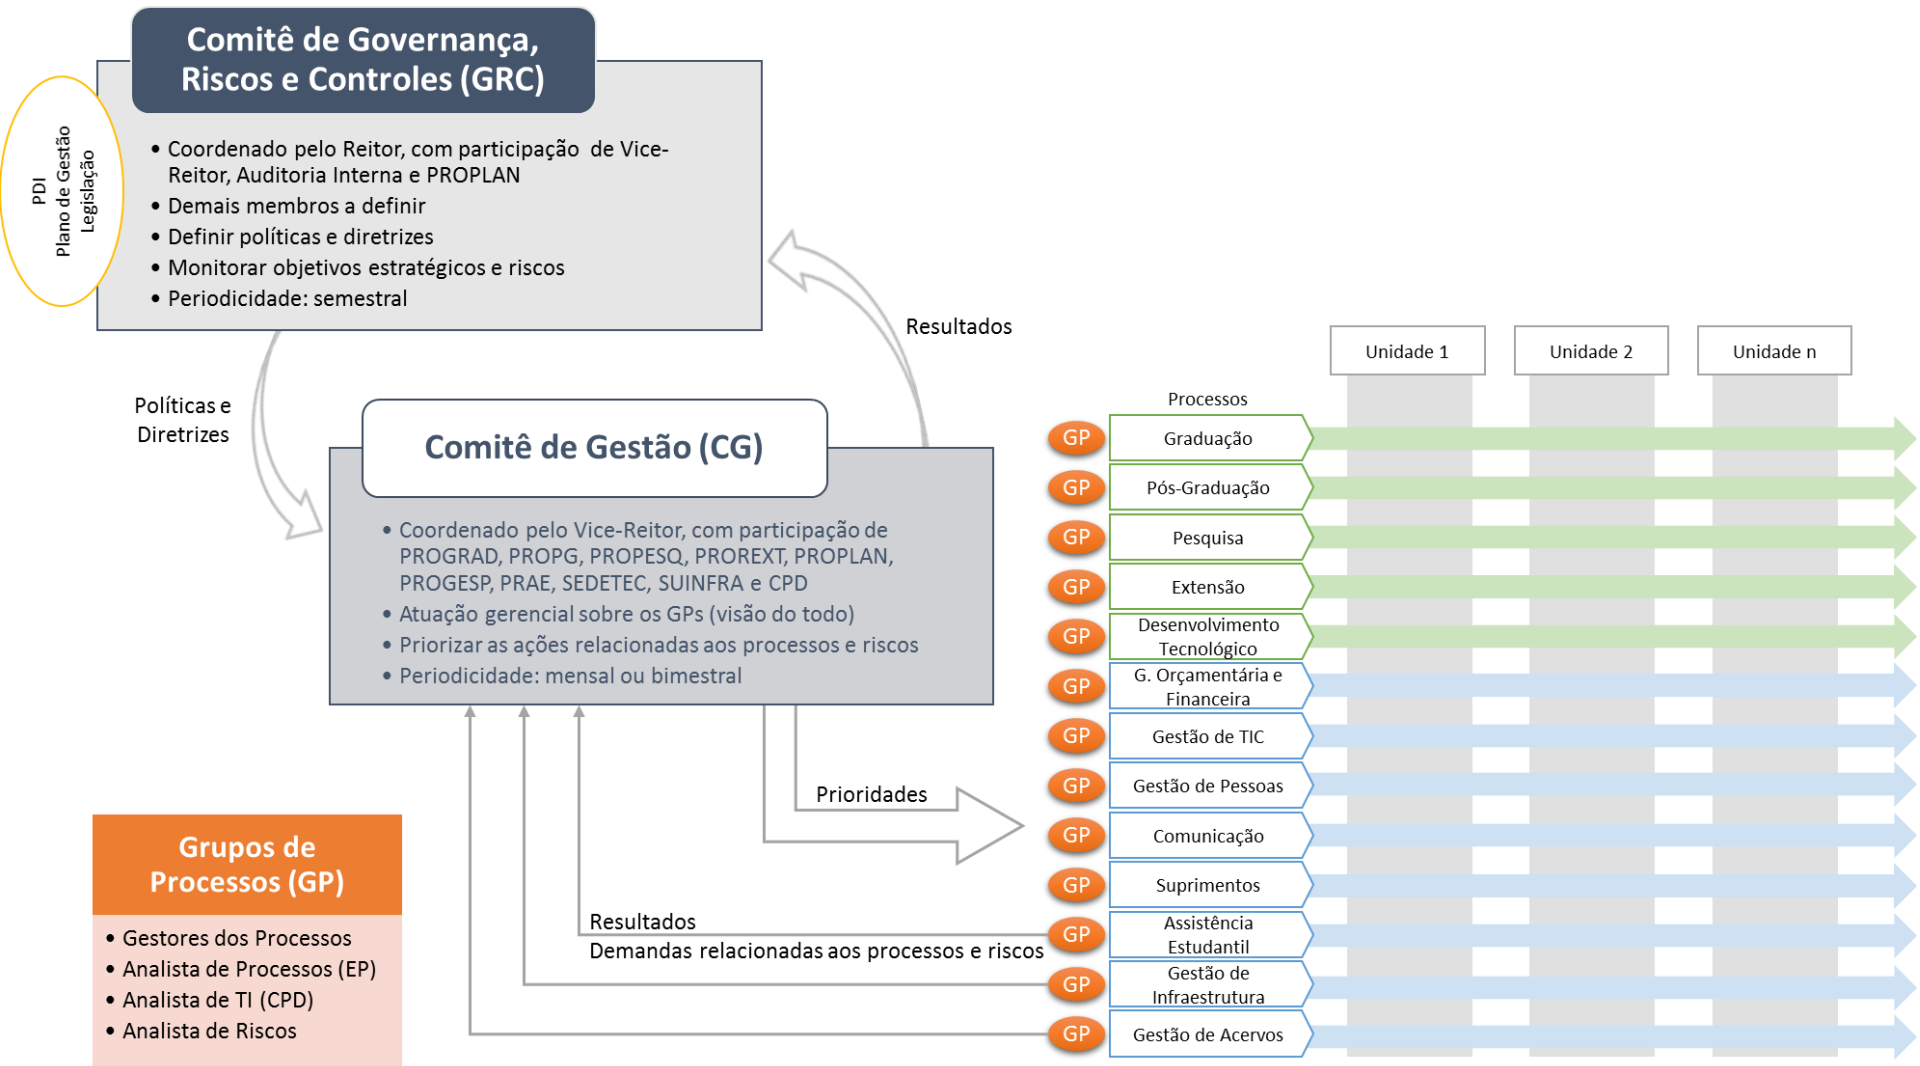 Comitê de Governança,
Riscos e Controles (GRC)
PDI
Plano de Gestão
Legislação
• Coordenado pelo Reitor, com participação de Vice-
Reitor, Auditoria Interna e PROPLAN
• Demais membros a definir
• Definir políticas e diretrizes
• Monitorar objetivos estratégicos e riscos
• Periodicidade: semestral
Políticas e
Diretrizes
Resultados
Comitê de Gestão (CG)
• Coordenado pelo Vice-Reitor, com participação de
PROGRAD, PROPG, PROPESQ, PROREXT, PROPLAN,
PROGESP, PRAE, SEDETEC, SUINFRA e CPD
• Atuação gerencial sobre os GPs (visão do todo)
• Priorizar as ações relacionadas aos processos e riscos
• Periodicidade: mensal ou bimestral
Prioridades
Resultados
Demandas relacionadas aos processos e riscos
Grupos de
Processos (GP)
• Gestores dos Processos
• Analista de Processos (EP)
• Analista de TI (CPD)
• Analista de Riscos
Unidade 1
Unidade 2
Unidade n
Processos
GP
Graduação
GP
Pós-Graduação
GP
Pesquisa
GP
Extensão
GP
Desenvolvimento
Tecnológico
GP
G. Orçamentária e
Financeira
GP
Gestão de TIC
GP
Gestão de Pessoas
GP
Comunicação
GP
Suprimentos
GP
Assistência
Estudantil
GP
Gestão de
Infraestrutura
GP
Gestão de Acervos